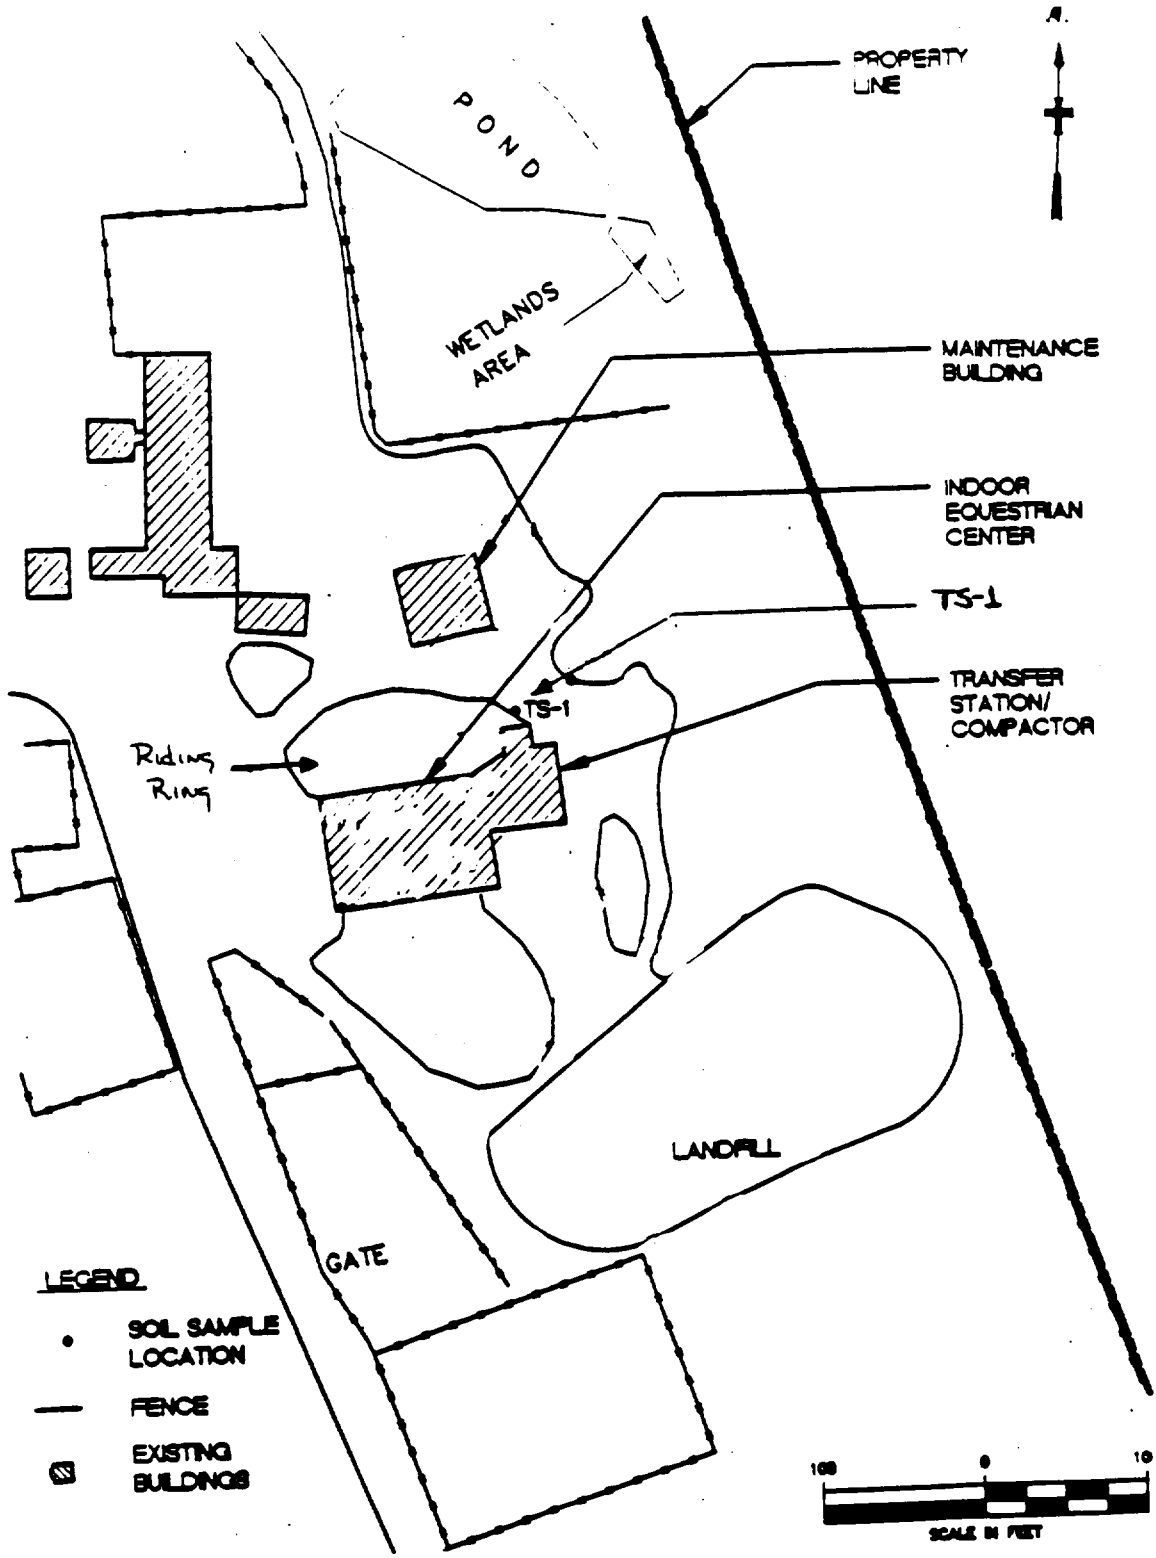 N.
PROPERTY
LINE
POND
WETLANDS
AREA
MAINTENANCE
BUILDING
INDOOR
EQUESTRIAN
CENTER
TS-1
TRANSFER
STATION/
COMPACTOR
TS-1
Riding
Ring
LANDFILL
GATE
LEGEND
SOIL SAMPLE
LOCATION
FENCE
EXISTING
BUILDINGS
100 0 10
SCALE IN FEET